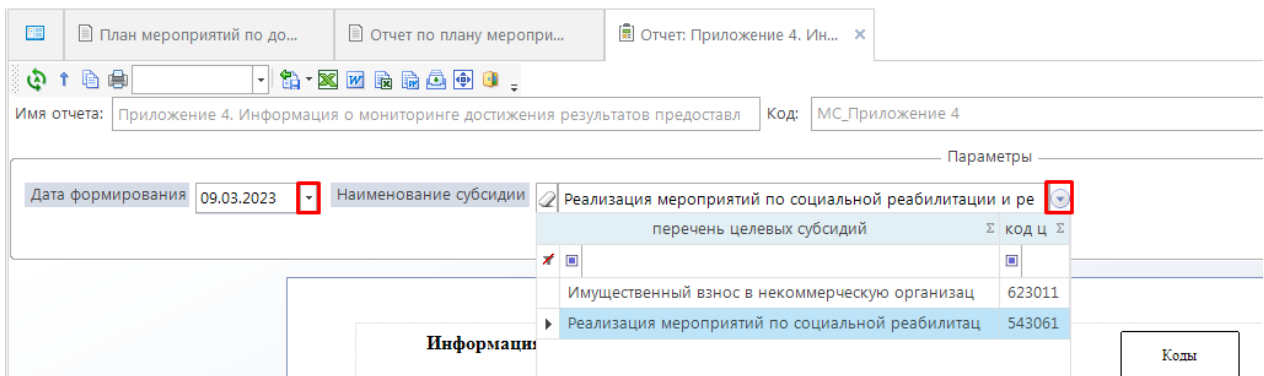 План мероприятий по до...
Отчет по плану меропри...
Отчет: Приложение 4. Ин...
Имя отчета: Приложение 4. Информация о мониторинге достижения результатов предоставл Код: МС_Приложение 4
Параметры
Дата формирования 09.03.2023 Наименование субсидии Реализация мероприятий по социальной реабилитации и ре
перечень целевых субсидий Σ код ц Σ
Имущественный взнос в некоммерческую организац 623011
Реализация мероприятий по социальной реабилитац 543061
Информация
Коды